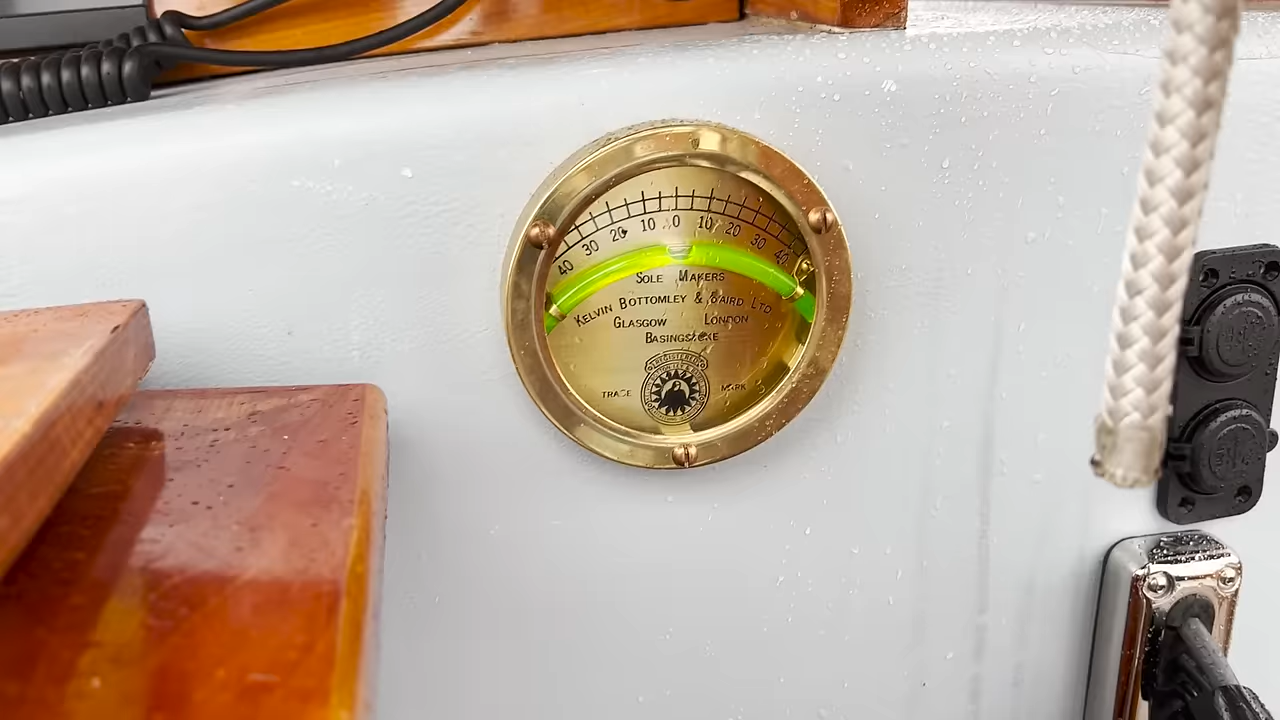 40 30 20 10 0 10 20 30 40
SOLE MAKERS
KELVIN BOTTOMLEY & BAIRD LTD
GLASGOW LONDON
BASINGSTOKE
TRADE MARK
REGISTERED